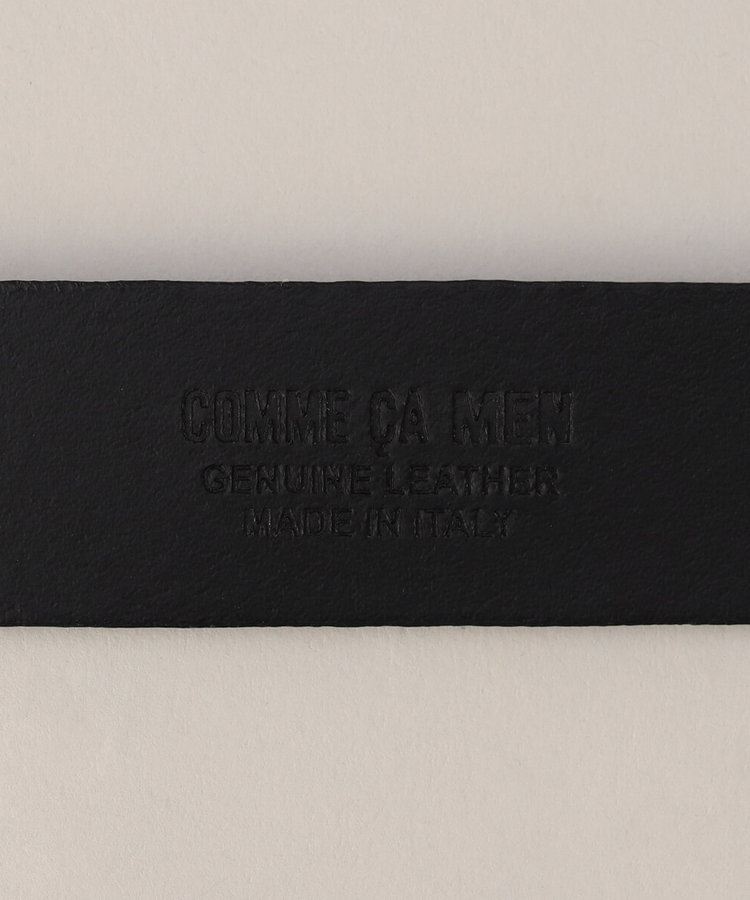 COMME ÇA MEN
GENUINE LEATHER
MADE IN ITALY